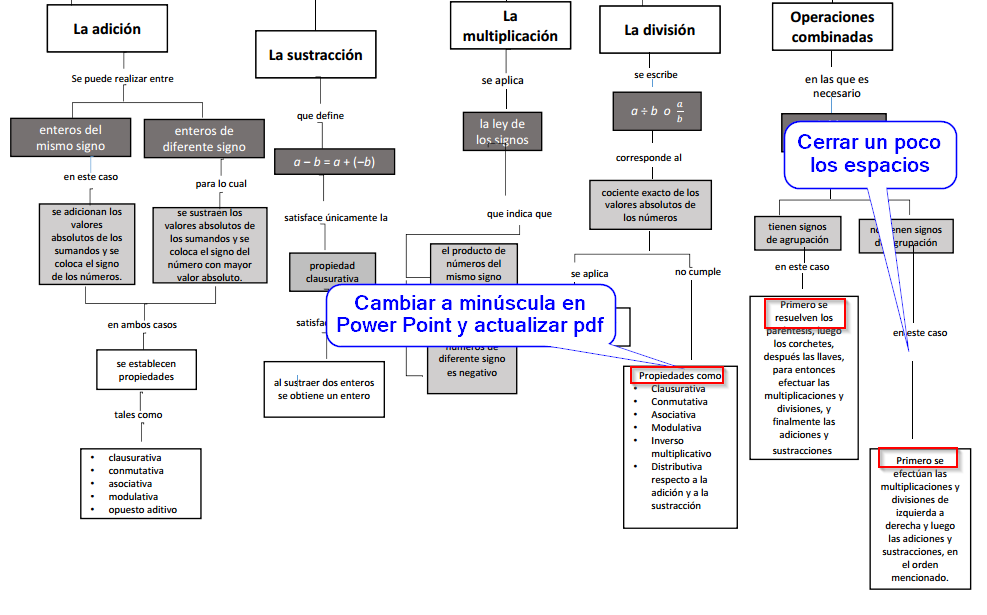 La adición
Se puede realizar entre
enteros del
mismo signo
enteros de
diferente signo
en este caso
para lo cual
se adicionan los
valores
absolutos de los
sumandos y se
coloca el signo
de los números.
se sustraen los
valores absolutos de
los sumandos y se
coloca el signo del
número con mayor
valor absoluto.
en ambos casos
se establecen
propiedades
tales como
• clausurativa
• conmutativa
• asociativa
• modulativa
• opuesto aditivo
La sustracción
que define
a – b = a + (–b)
satisface únicamente la
propiedad
clausurativa
al sustraer dos enteros
se obtiene un entero
La
multiplicación
se aplica
la ley de
los signos
que indica que
el producto de
números del
mismo signo
números de
diferente signo
es negativo
Cambiar a minúscula en
Power Point y actualizar pdf
La división
se escribe
a ÷ b o a/b
corresponde al
cociente exacto de los
valores absolutos de
los números
se aplica
no cumple
Propiedades como
• Clausurativa
• Conmutativa
• Asociativa
• Modulativa
• Inverso
multiplicativo
• Distributiva
respecto a la
adición y a la
sustracción
Operaciones
combinadas
en las que es
necesario
Cerrar un poco
los espacios
tienen signos
de agrupación
en este caso
Primero se
resuelven los
paréntesis, luego
los corchetes,
después las llaves,
para entonces
efectuar las
multiplicaciones y
divisiones, y
finalmente las
adiciones y
sustracciones
no tienen signos
de agrupación
en este caso
Primero se
efectúan las
multiplicaciones y
divisiones de
izquierda a
derecha y luego
las adiciones y
sustracciones, en
el orden
mencionado.